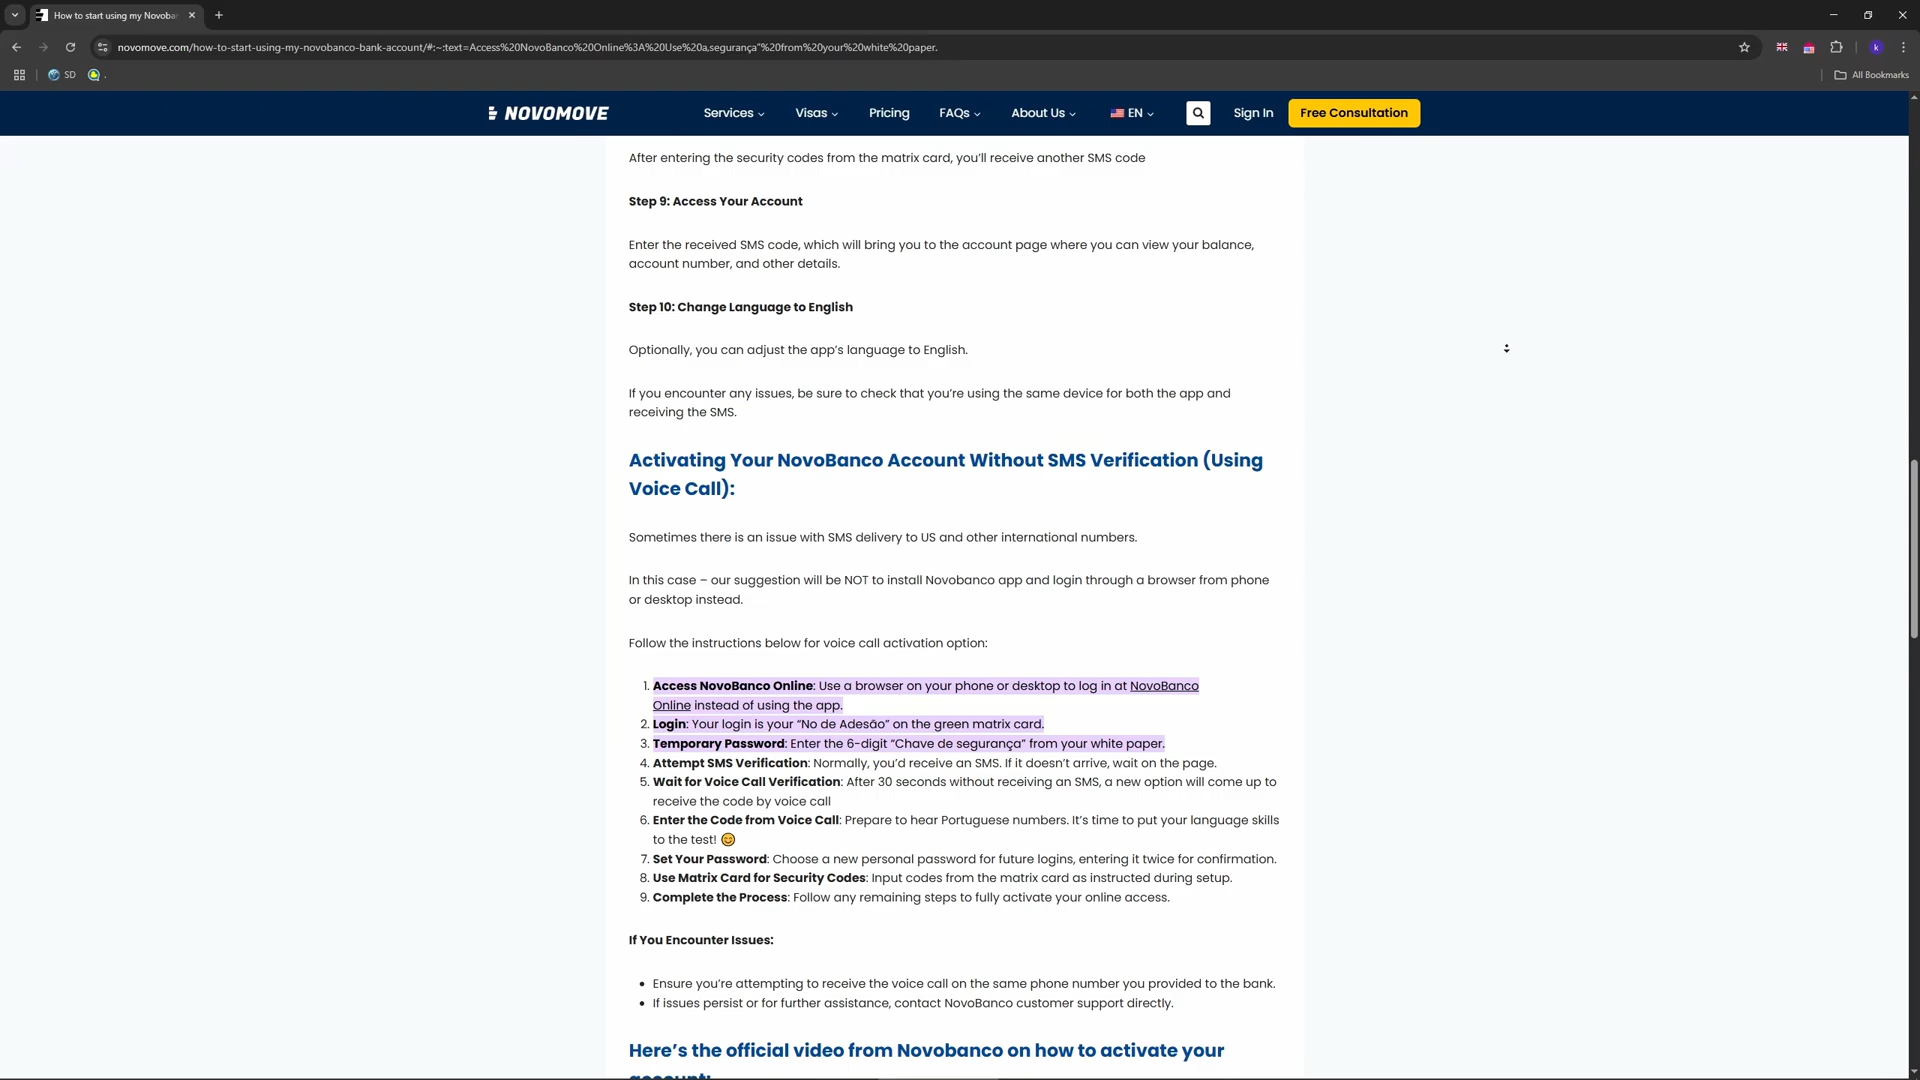 How to start using my Novoba
novomove.com/how-to-start-using-my-novobanco-bank-account/#:~:text=Access%20NovoBanco%20Online%3A%20Use%20a,segurança”%20from%20your%20white%20paper.
k
SD
.
All Bookmarks
NOVOMOVE
Services
Visas
Pricing
FAQs
About Us
EN
Sign In
Free Consultation
After entering the security codes from the matrix card, you’ll receive another SMS code
Step 9: Access Your Account
Enter the received SMS code, which will bring you to the account page where you can view your balance,
account number, and other details.
Step 10: Change Language to English
Optionally, you can adjust the app’s language to English.
If you encounter any issues, be sure to check that you’re using the same device for both the app and
receiving the SMS.
Activating Your NovoBanco Account Without SMS Verification (Using
Voice Call):
Sometimes there is an issue with SMS delivery to US and other international numbers.
In this case – our suggestion will be NOT to install Novobanco app and login through a browser from phone
or desktop instead.
Follow the instructions below for voice call activation option:
1. Access NovoBanco Online: Use a browser on your phone or desktop to log in at NovoBanco
Online instead of using the app.
2. Login: Your login is your “No de Adesão” on the green matrix card.
3. Temporary Password: Enter the 6-digit “Chave de segurança” from your white paper.
4. Attempt SMS Verification: Normally, you’d receive an SMS. If it doesn’t arrive, wait on the page.
5. Wait for Voice Call Verification: After 30 seconds without receiving an SMS, a new option will come up to
receive the code by voice call
6. Enter the Code from Voice Call: Prepare to hear Portuguese numbers. It’s time to put your language skills
to the test! 😊
7. Set Your Password: Choose a new personal password for future logins, entering it twice for confirmation.
8. Use Matrix Card for Security Codes: Input codes from the matrix card as instructed during setup.
9. Complete the Process: Follow any remaining steps to fully activate your online access.
If You Encounter Issues:
• Ensure you’re attempting to receive the voice call on the same phone number you provided to the bank.
• If issues persist or for further assistance, contact NovoBanco customer support directly.
Here’s the official video from Novobanco on how to activate your
account: